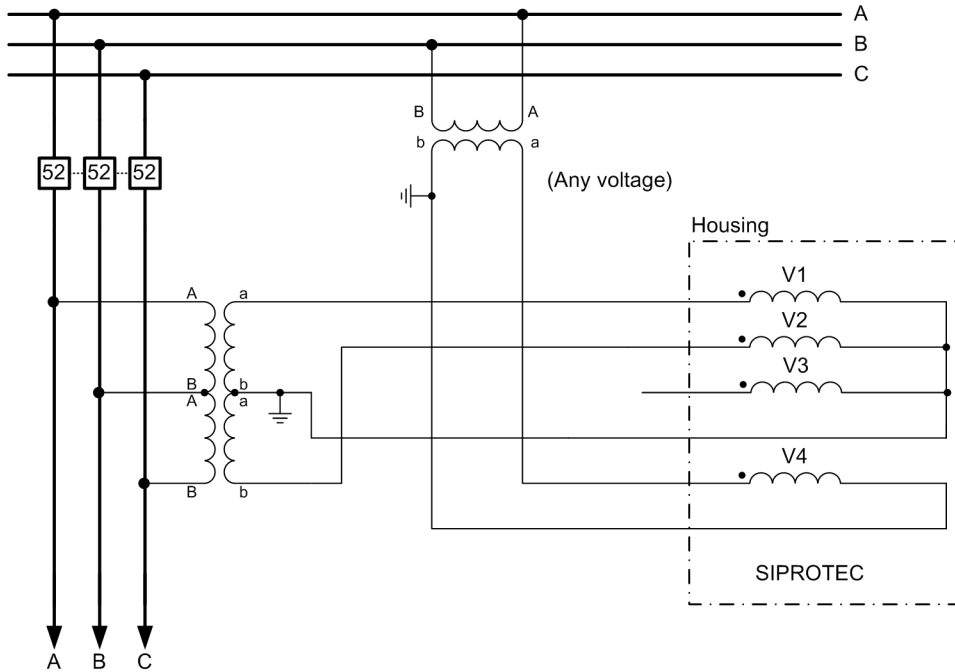 A
B
C
B A
b a
52 52 52
(Any voltage)
Housing
V1
A a
V2
V3
B b
A a
V4
B b
SIPROTEC
A B C